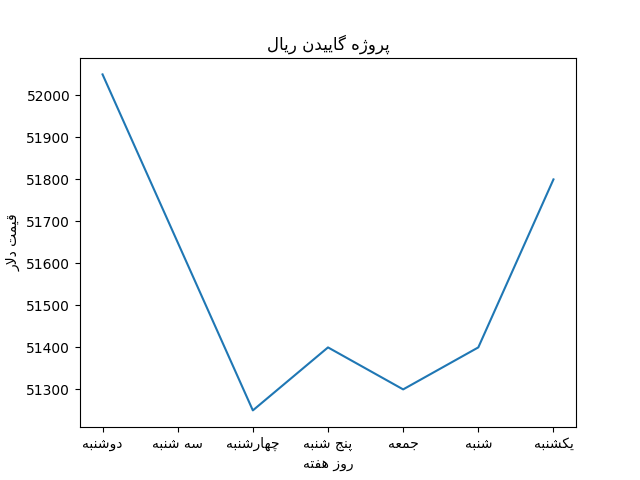 پروژه گاییدن ریال
قیمت دلار
52000
51900
51800
51700
51600
51500
51400
51300
دوشنبه سه شنبه چهارشنبه پنج شنبه جمعه شنبه یکشنبه
روز هفته